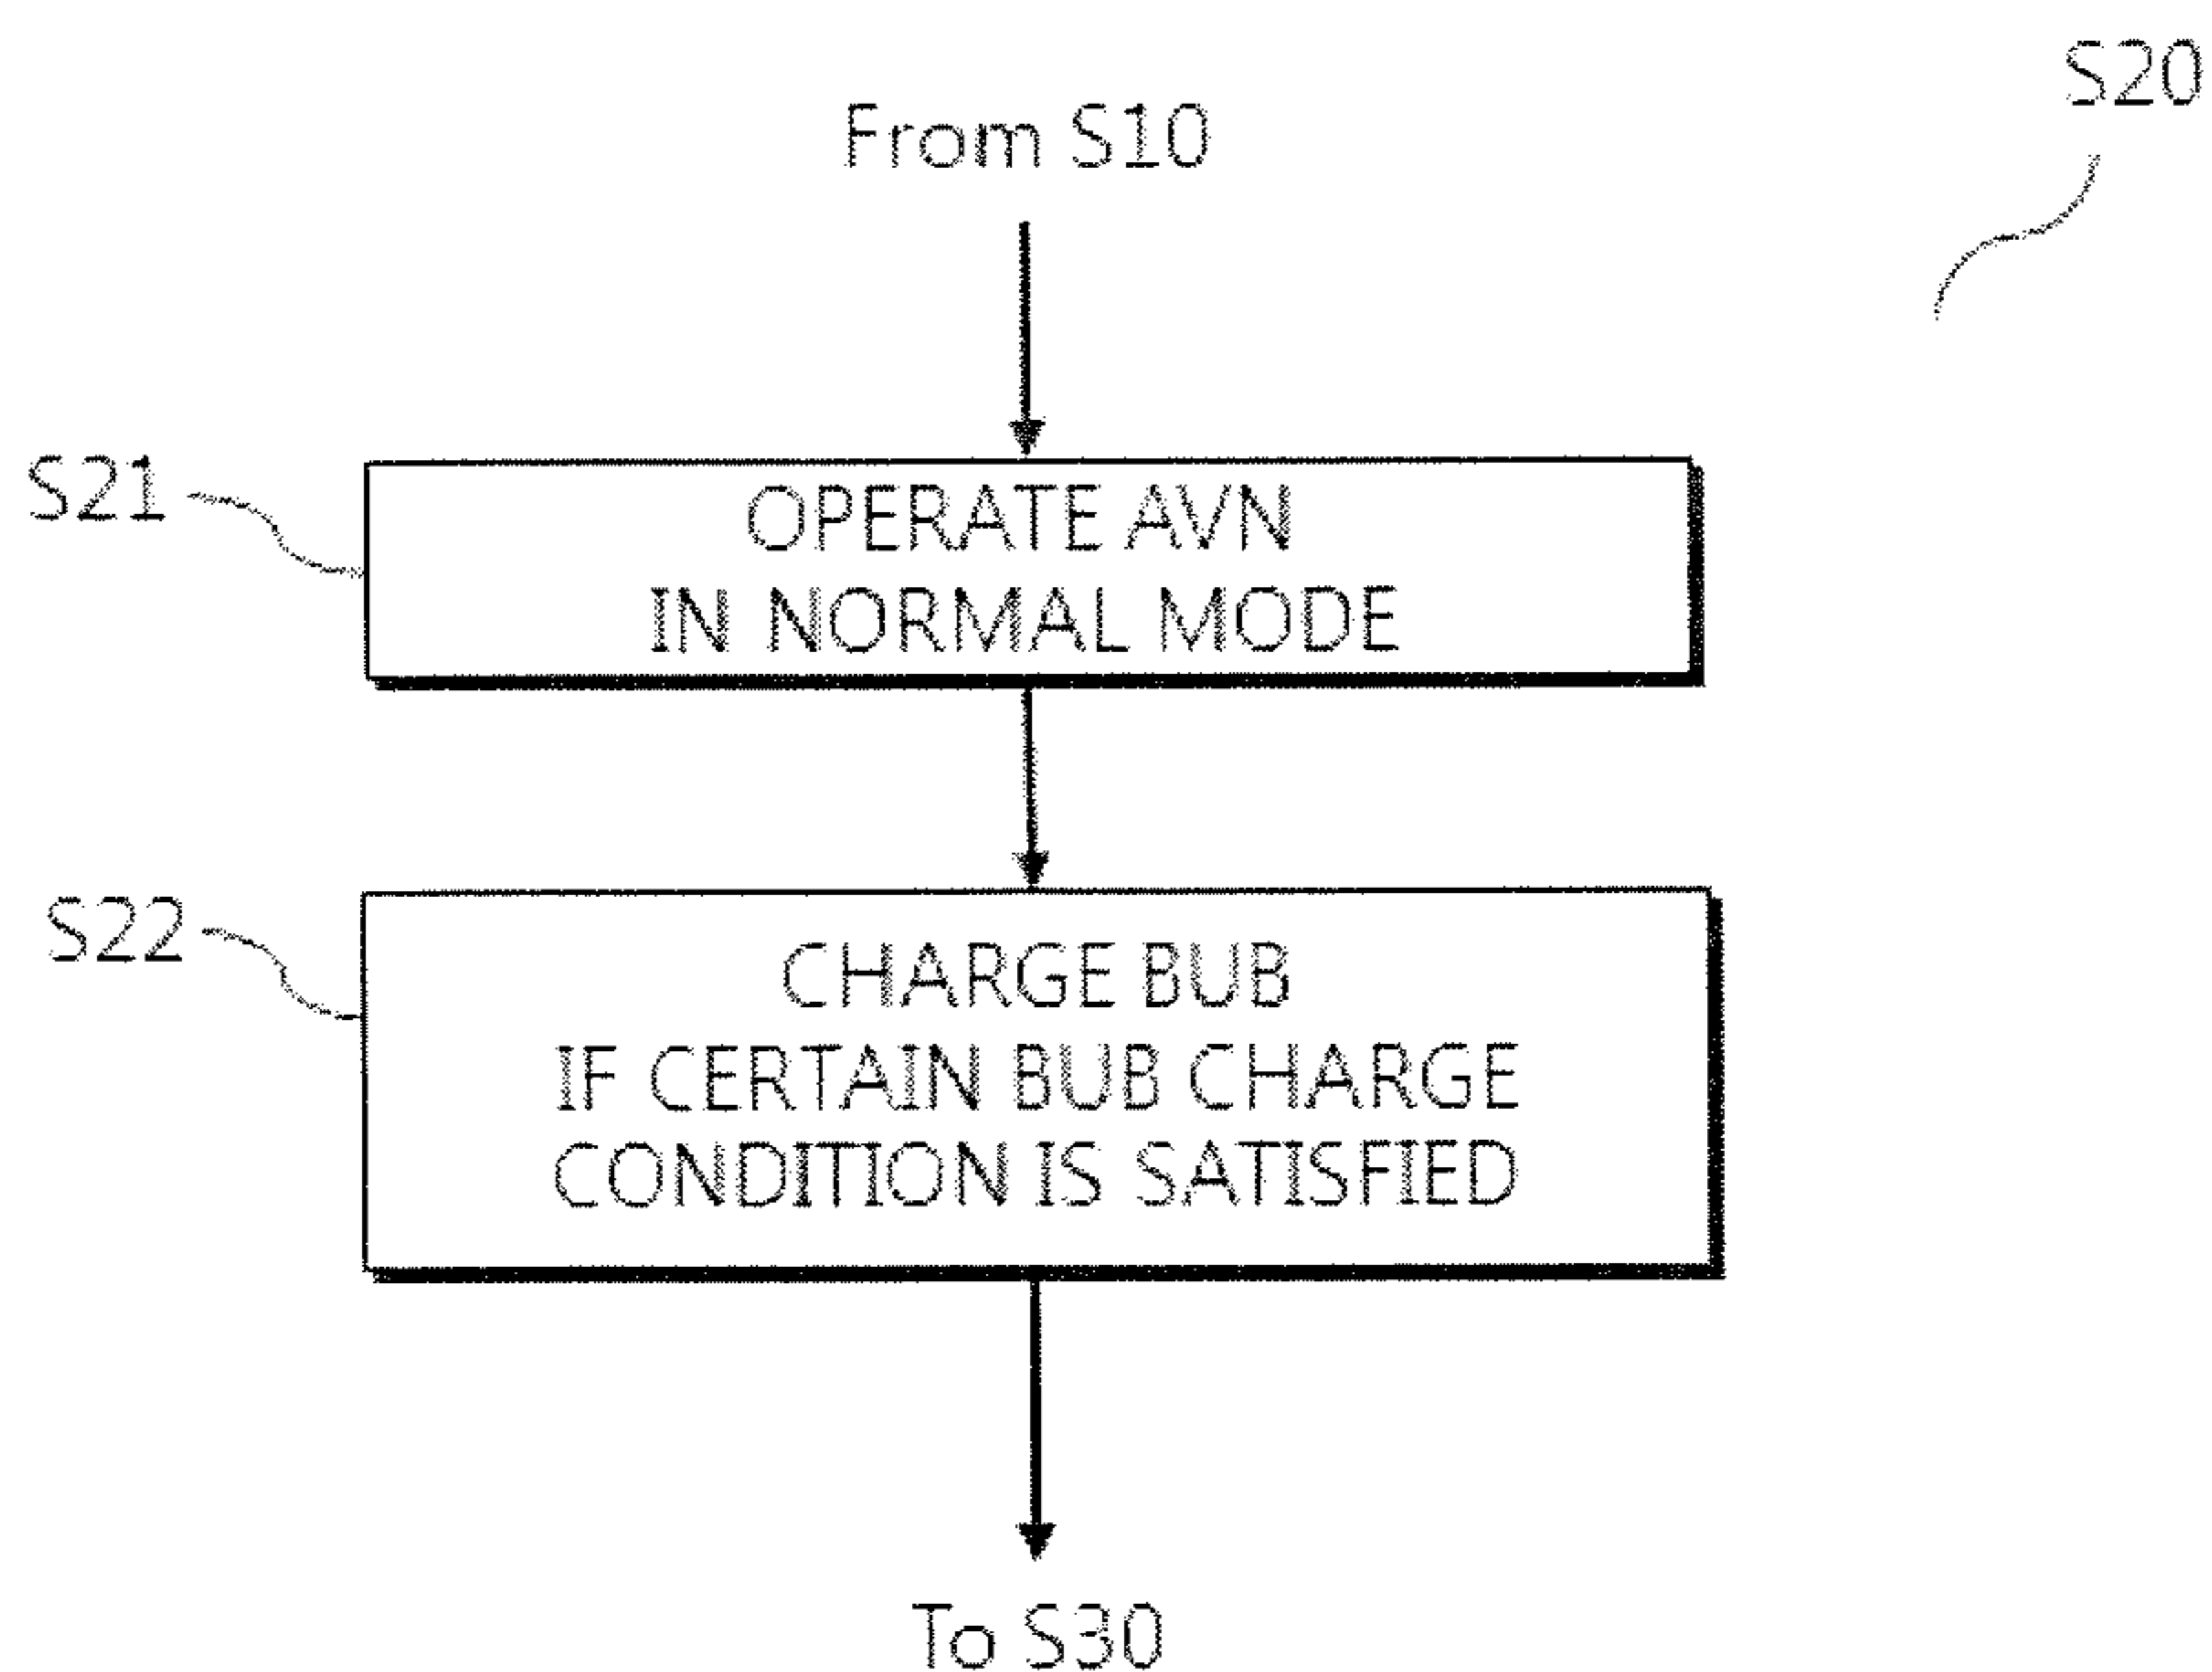 S20
From S10
S21
OPERATE AVN
IN NORMAL MODE
S22
CHARGE BUB
IF CERTAIN BUB CHARGE
CONDITION IS SATISFIED
To S30